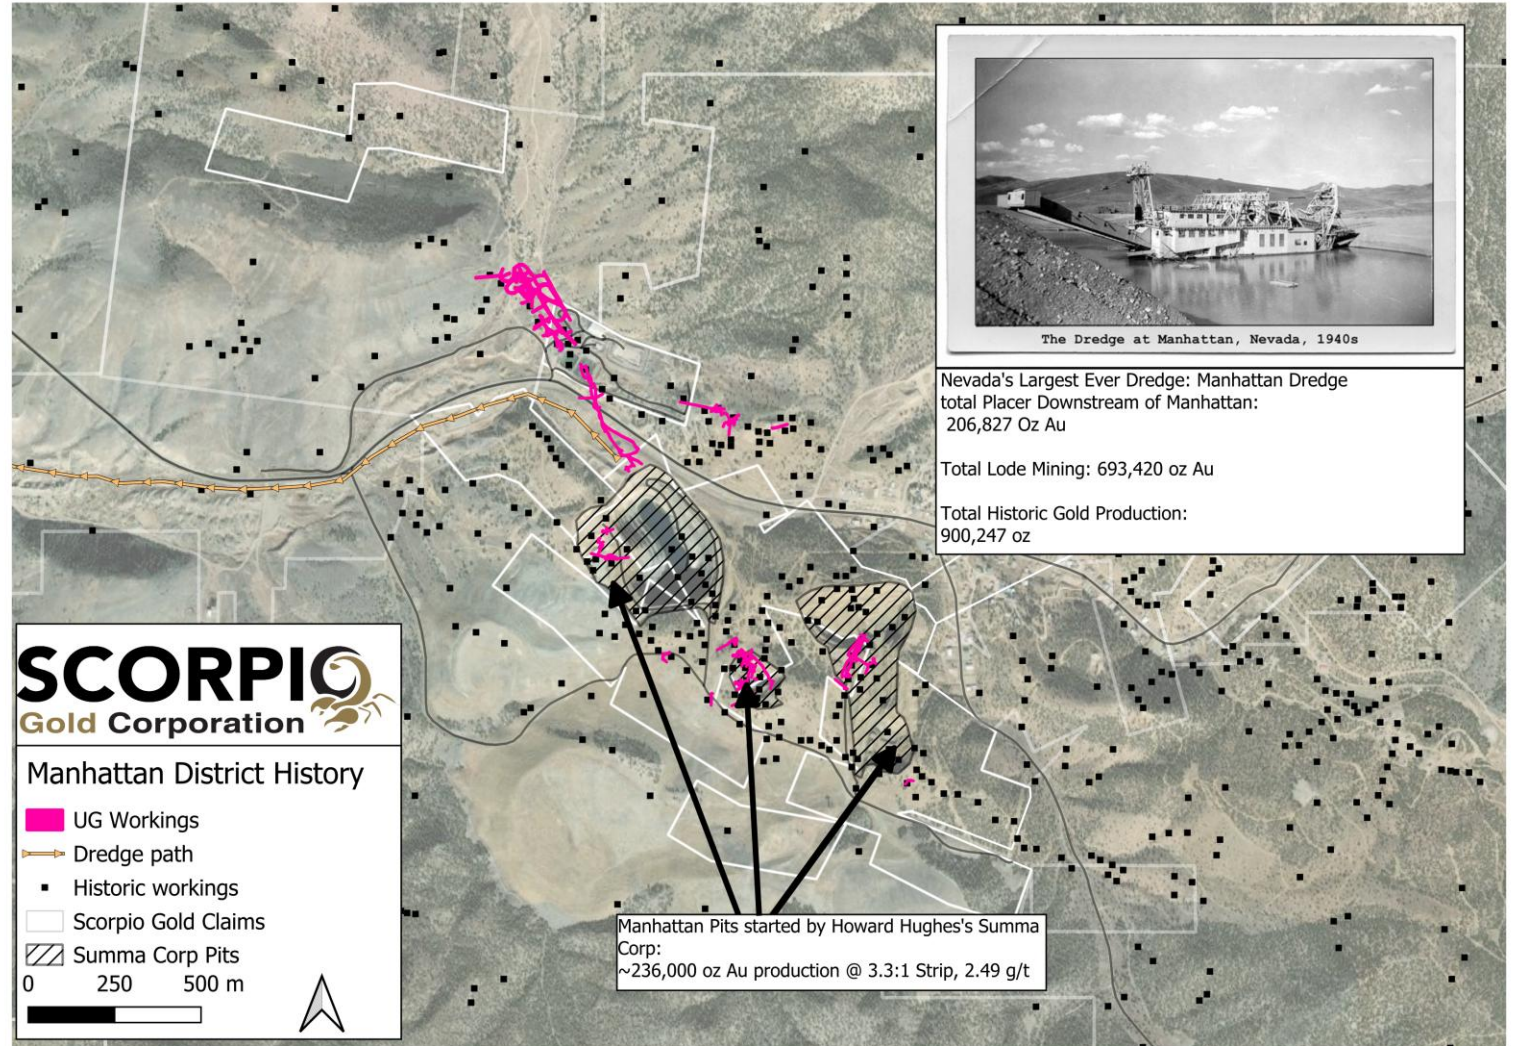 The Dredge at Manhattan, Nevada, 1940s
Nevada's Largest Ever Dredge: Manhattan Dredge
total Placer Downstream of Manhattan:
206,827 Oz Au
Total Lode Mining: 693,420 oz Au
Total Historic Gold Production:
900,247 oz
SCORPIO
Gold Corporation
Manhattan District History
UG Workings
Dredge path
Historic workings
Scorpio Gold Claims
Summa Corp Pits
0 250 500 m
Manhattan Pits started by Howard Hughes's Summa
Corp:
~236,000 oz Au production @ 3.3:1 Strip, 2.49 g/t